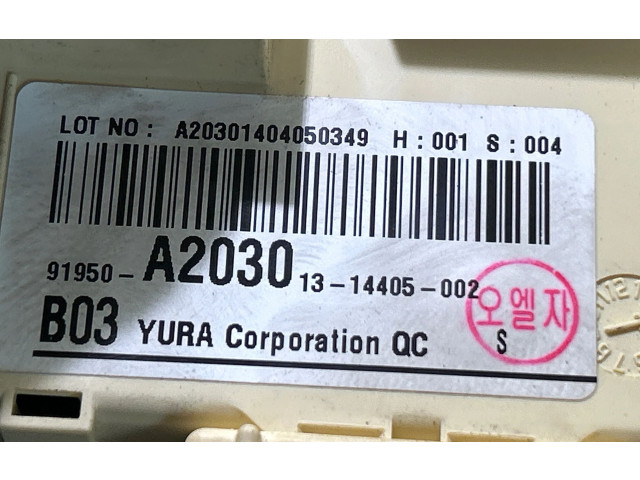 LOT NO : A20301404050349 H : 001 S : 004
91950-A2030 13-14405-002
B03 YURA Corporation QC
오엘자
S